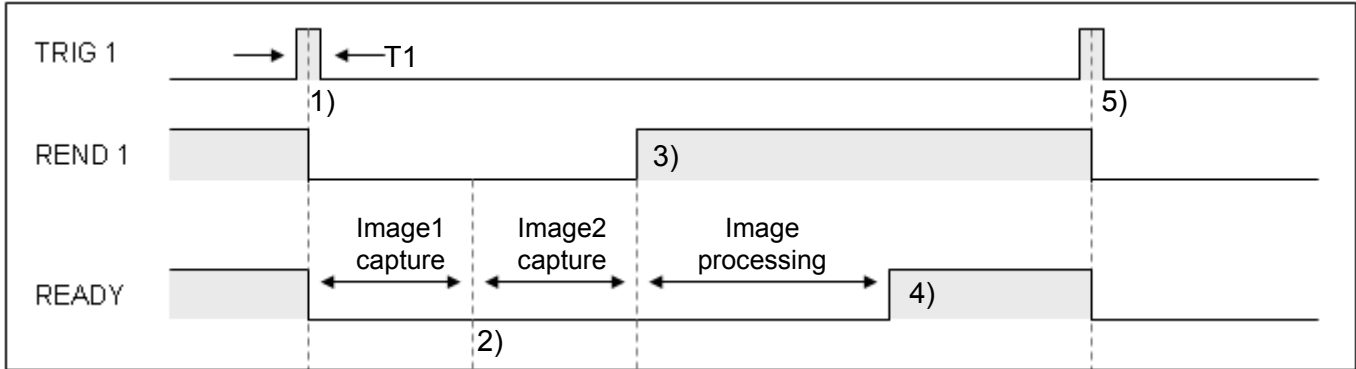 TRIG 1
T1
1)
5)
REND 1
3)
Image1
capture
Image2
capture
Image
processing
READY
4)
2)